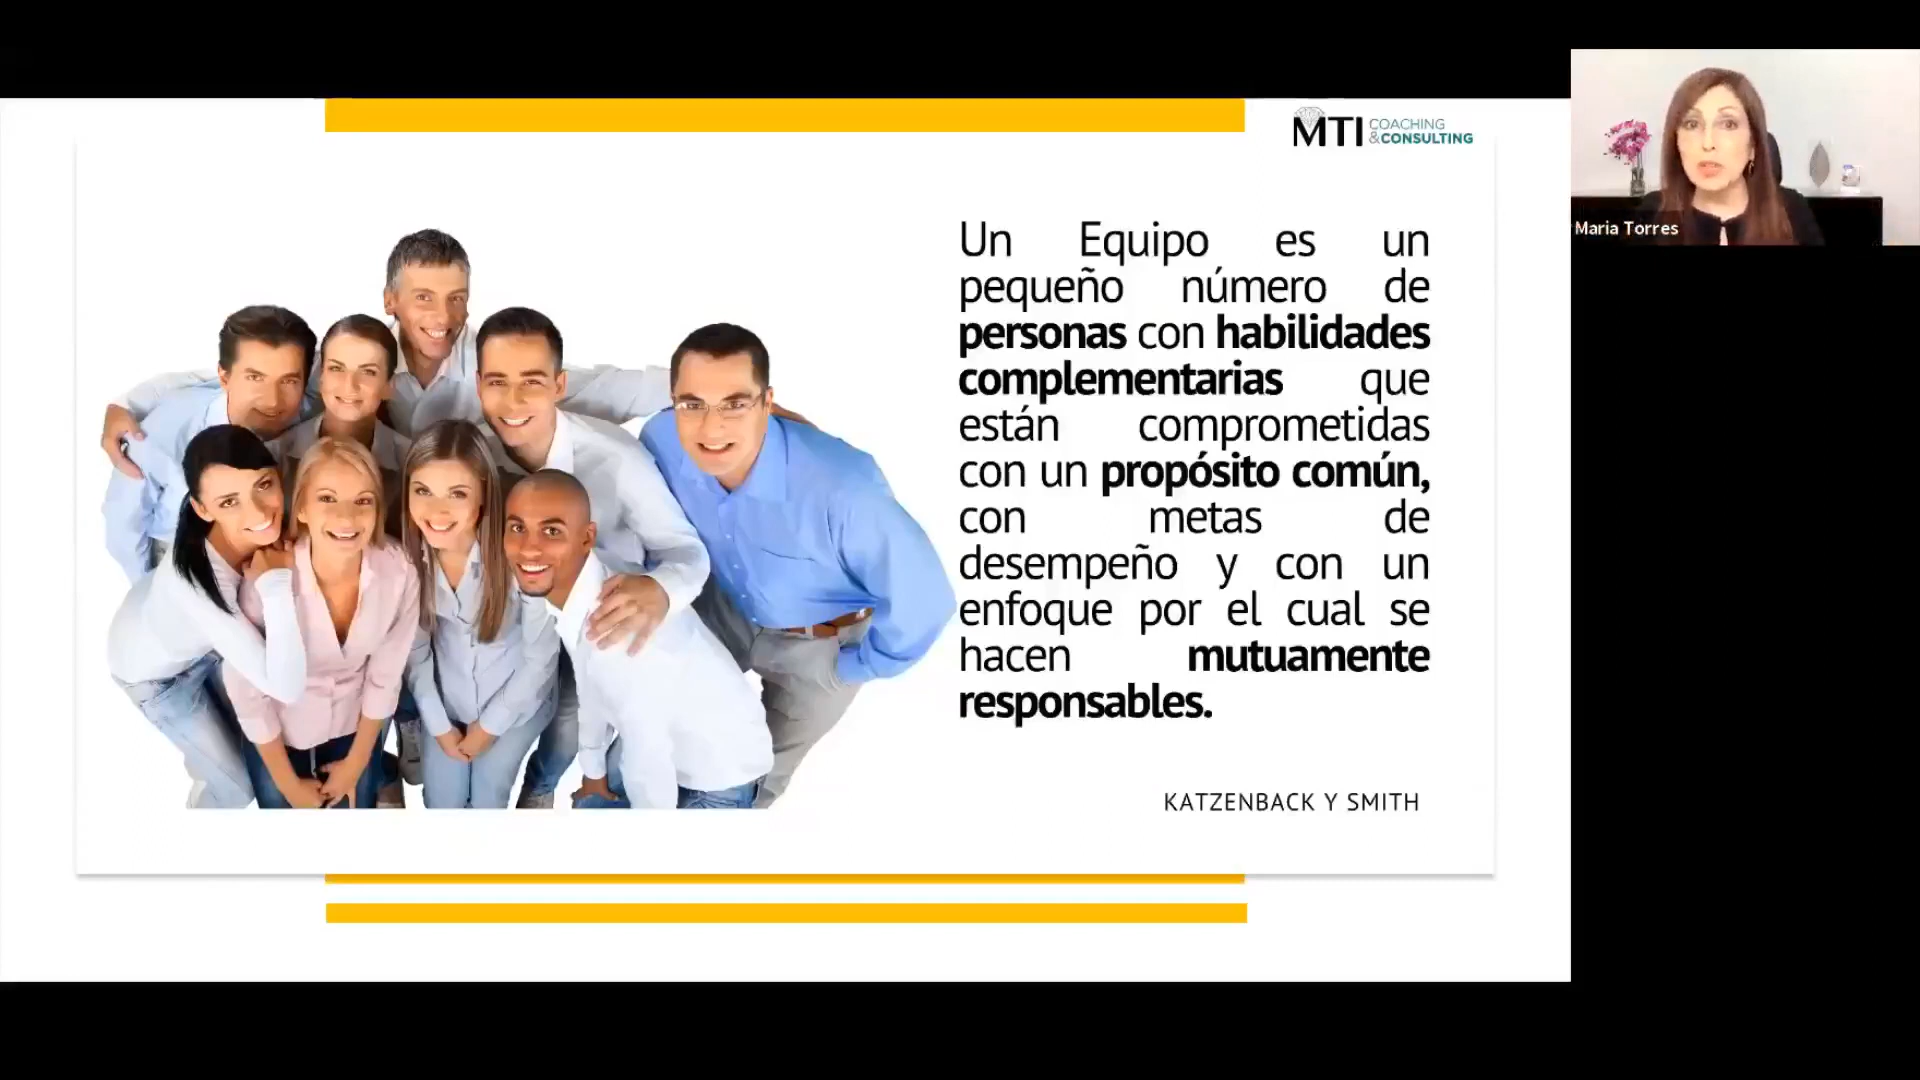 MTI COACHING
&CONSULTING
Maria Torres
Un Equipo es un
pequeño número de
personas con habilidades
complementarias que
están comprometidas
con un propósito común,
con metas de
desempeño y con un
enfoque por el cual se
hacen mutuamente
responsables.
KATZENBACK Y SMITH